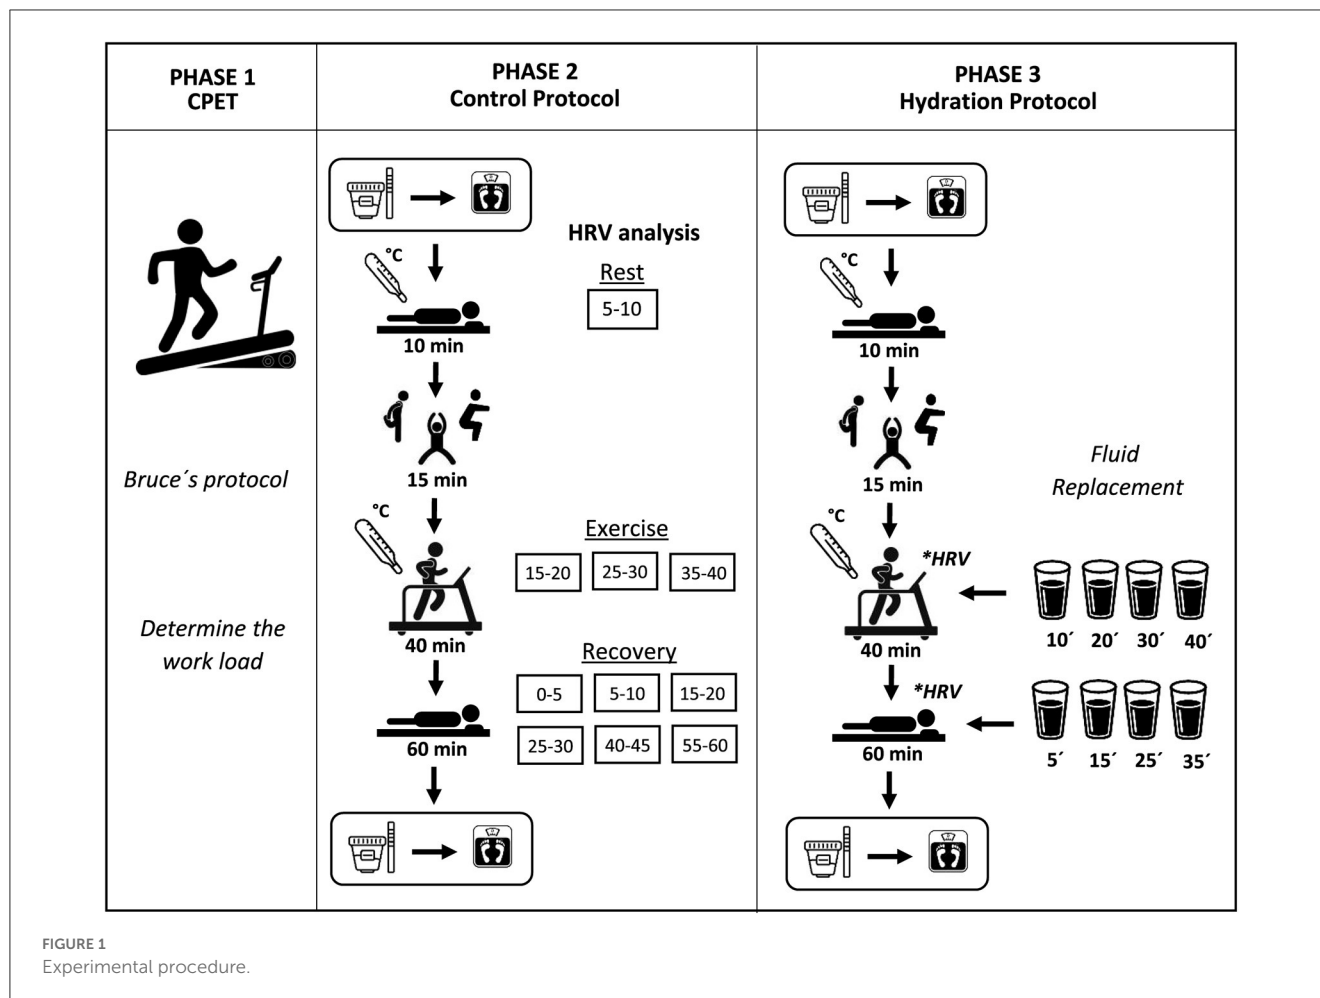 PHASE 1
CPET
PHASE 2
Control Protocol
PHASE 3
Hydration Protocol
Bruce´s protocol
Determine the
work load
°C
10 min
15 min
°C
40 min
60 min
HRV analysis
Rest
5-10
Exercise
15-20 25-30 35-40
Recovery
0-5 5-10 15-20
25-30 40-45 55-60
°C
10 min
15 min
°C
*HRV
40 min
*HRV
60 min
Fluid
Replacement
10´ 20´ 30´ 40´
5´ 15´ 25´ 35´
FIGURE 1
Experimental procedure.